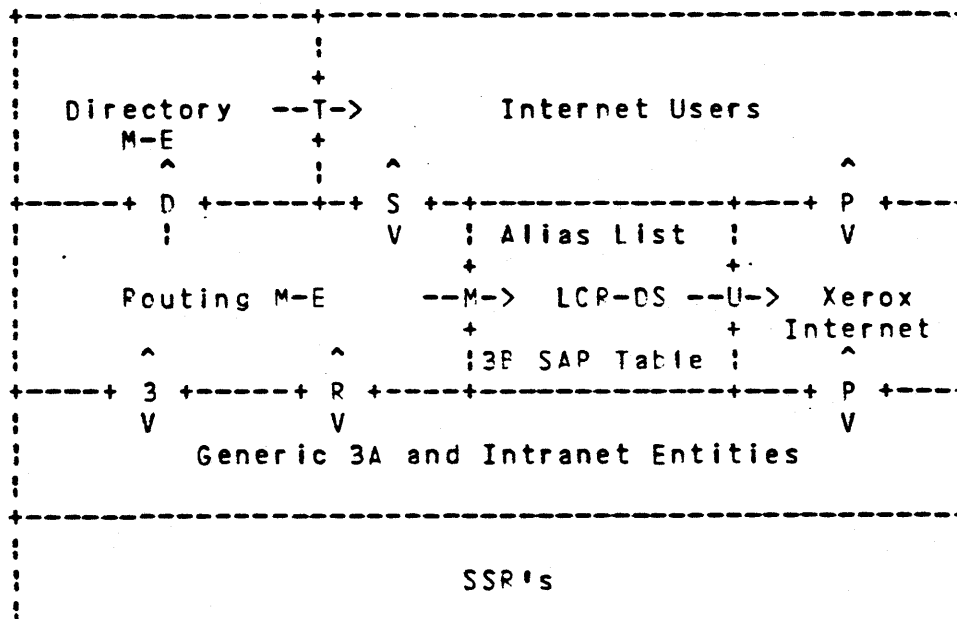 +-------------------+----------------------------------------
Directory --T-> Internet Users
M-E +
^ ^ ^
+------+ D +------+-+ S +-+----------------+----+ P +----
V Alias List V
+ +
Routing M-E --M-> LCR-DS --U-> Xerox
+ + Internet
^ ^ 3B SAP Table ^
+------+ 3 +------+ R +-----+----------------+----+ P +----
V V V
Generic 3A and Intranet Entities
+------------------------------------------------------------
SSR's